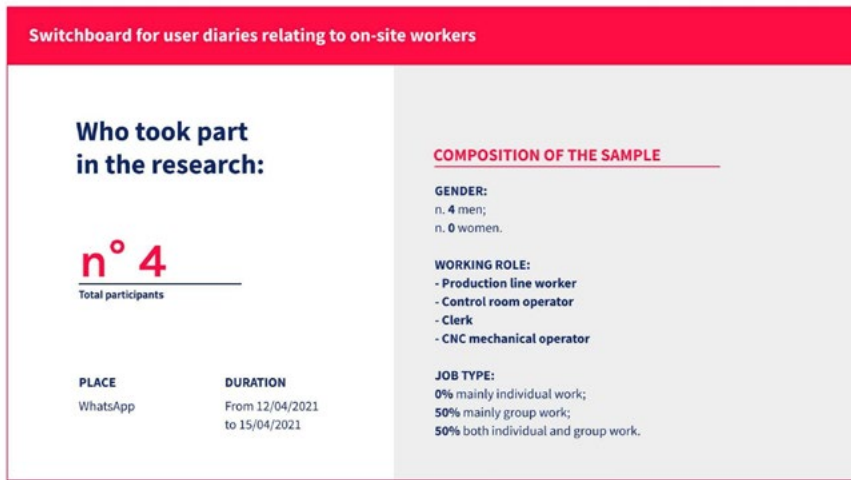 Switchboard for user diaries relating to on-site workers
Who took part
in the research:
n° 4
Total participants
PLACE
WhatsApp
DURATION
From 12/04/2021
to 15/04/2021
COMPOSITION OF THE SAMPLE
GENDER:
n. 4 men;
n. 0 women.
WORKING ROLE:
- Production line worker
- Control room operator
- Clerk
- CNC mechanical operator
JOB TYPE:
0% mainly individual work;
50% mainly group work;
50% both individual and group work.